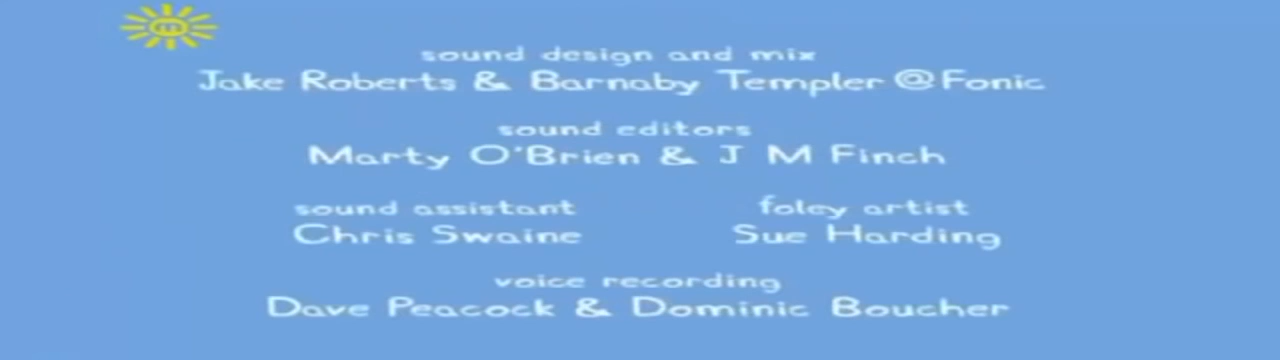 sound design and mix
Jake Roberts & Barnaby Templer @ Fonic
sound editors
Marty O'Brien & J M Finch
sound assistant foley artist
Chris Swaine Sue Harding
voice recording
Dave Peacock & Dominic Boucher